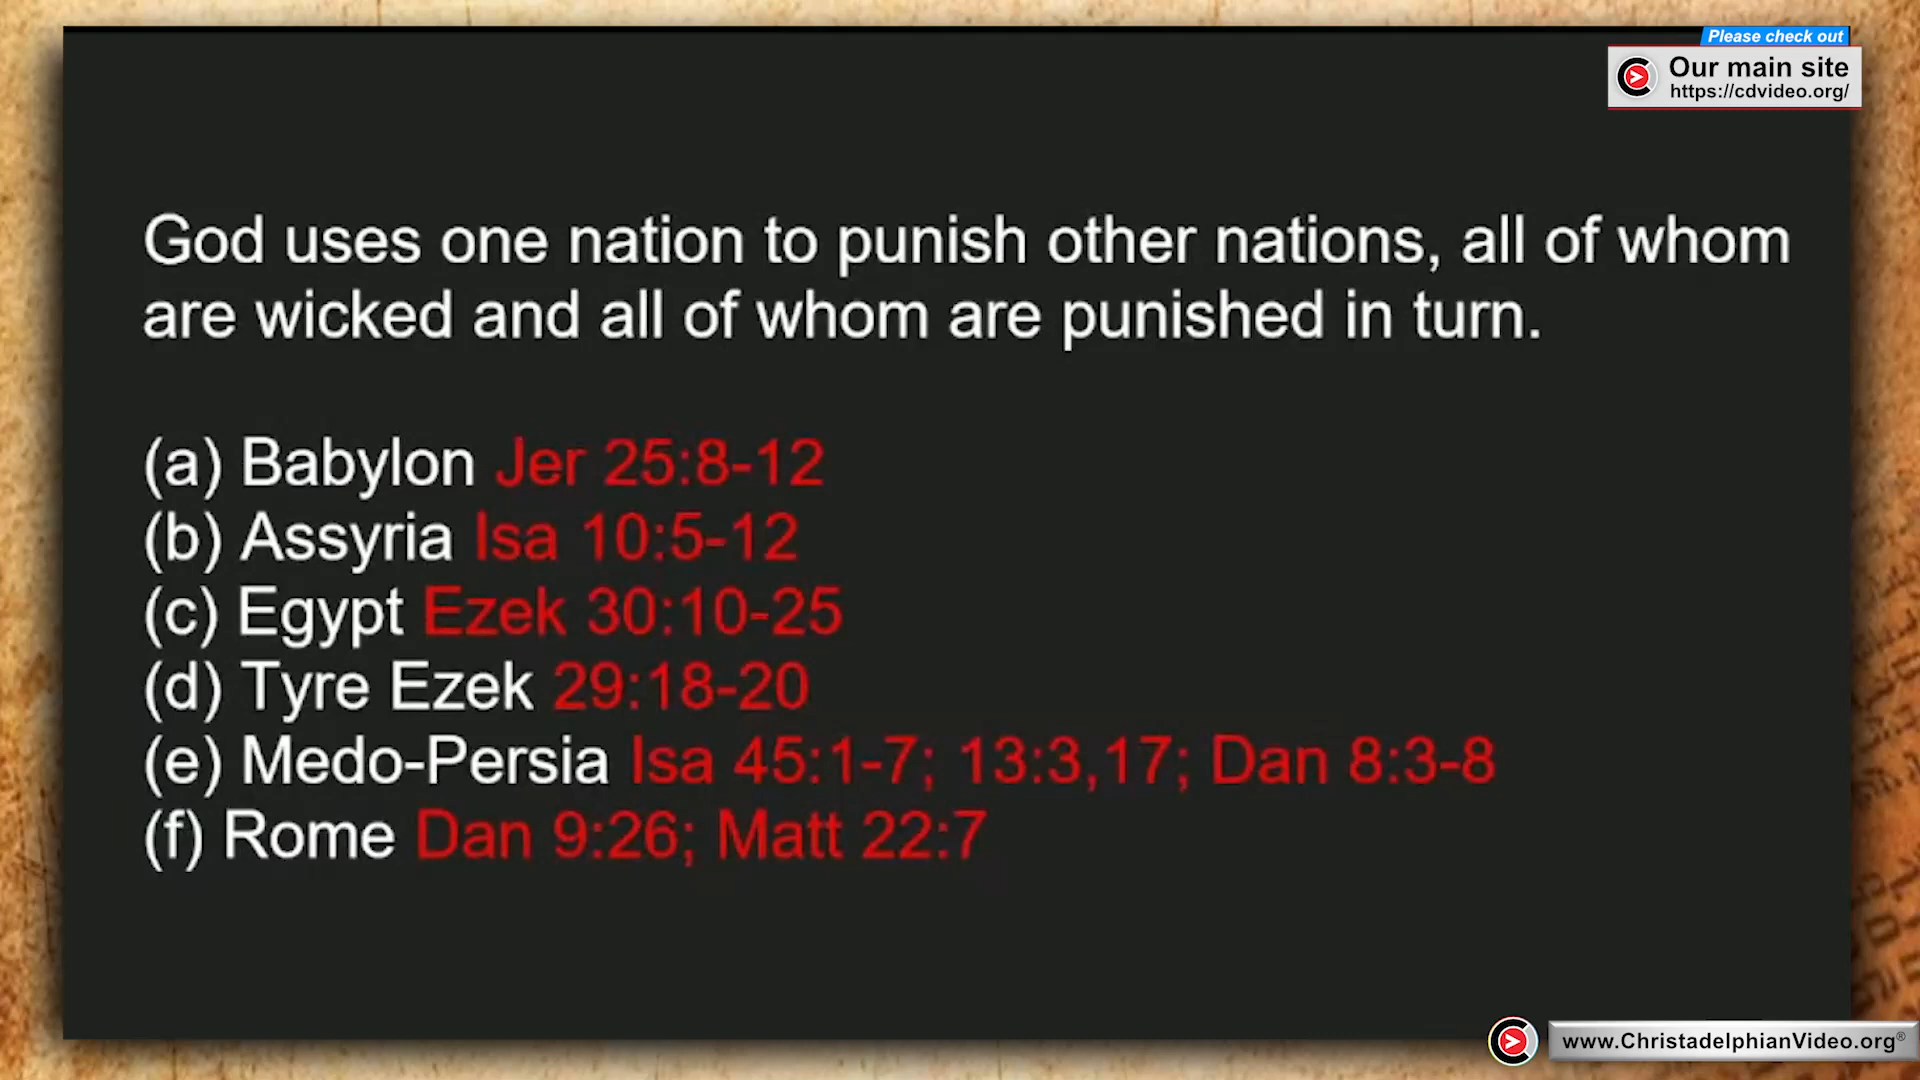 Please check out
Our main site
https://cdvideo.org/
God uses one nation to punish other nations, all of whom
are wicked and all of whom are punished in turn.
(a) Babylon Jer 25:8-12
(b) Assyria Isa 10:5-12
(c) Egypt Ezek 30:10-25
(d) Tyre Ezek 29:18-20
(e) Medo-Persia Isa 45:1-7; 13:3,17; Dan 8:3-8
(f) Rome Dan 9:26; Matt 22:7
www.ChristadelphianVideo.org®